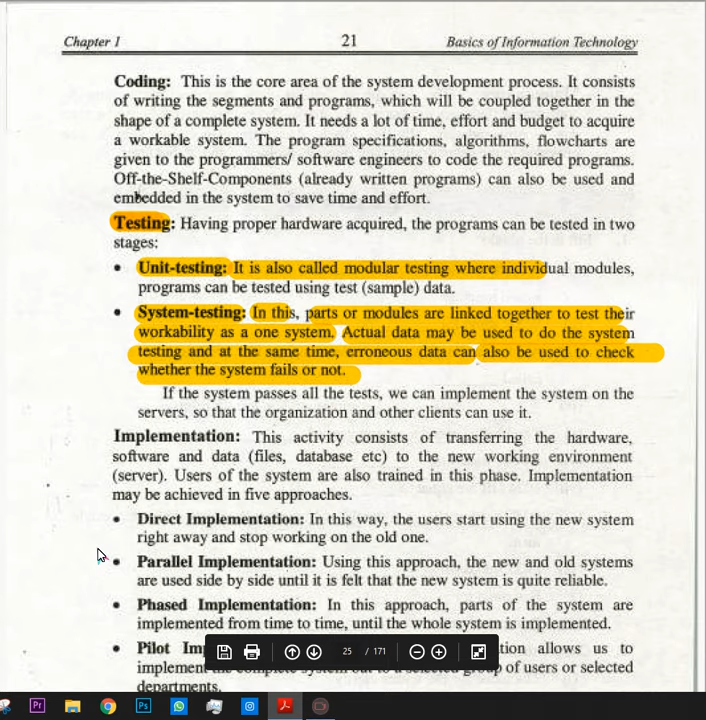 Chapter 1 21 Basics of Information Technology
Coding: This is the core area of the system development process. It consists
of writing the segments and programs, which will be coupled together in the
shape of a complete system. It needs a lot of time, effort and budget to acquire
a workable system. The program specifications, algorithms, flowcharts are
given to the programmers/ software engineers to code the required programs.
Off-the-Shelf-Components (already written programs) can also be used and
embedded in the system to save time and effort.
Testing: Having proper hardware acquired, the programs can be tested in two
stages:
• Unit-testing: It is also called modular testing where individual modules,
programs can be tested using test (sample) data.
• System-testing: In this, parts or modules are linked together to test their
workability as a one system. Actual data may be used to do the system
testing and at the same time, erroneous data can also be used to check
whether the system fails or not.
If the system passes all the tests, we can implement the system on the
servers, so that the organization and other clients can use it.
Implementation: This activity consists of transferring the hardware,
software and data (files, database etc) to the new working environment
(server). Users of the system are also trained in this phase. Implementation
may be achieved in five approaches.
• Direct Implementation: In this way, the users start using the new system
right away and stop working on the old one.
• Parallel Implementation: Using this approach, the new and old systems
are used side by side until it is felt that the new system is quite reliable.
• Phased Implementation: In this approach, parts of the system are
implemented from time to time, until the whole system is implemented.
• Pilot allows us to
25 / 171
implement of users or selected
departments.
Pr Ps